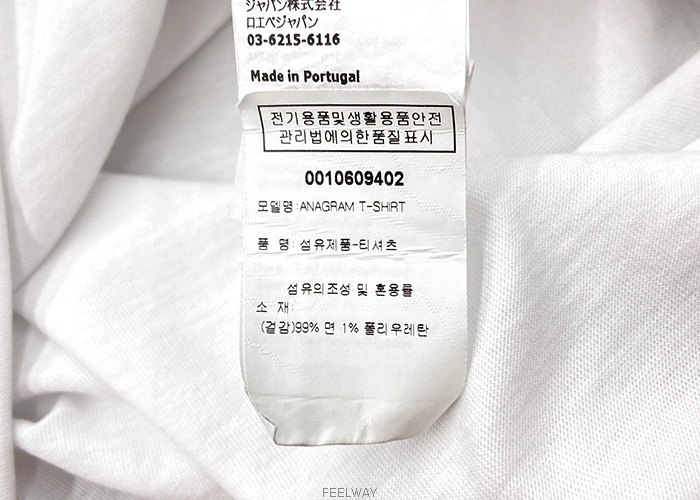 ジャパン株式会社
ロエベジャパン
03-6215-6116
Made in Portugal
전기용품및생활용품안전
관리법에의한품질표시
0010609402
모델명:ANAGRAM T-SHIRT
품 명: 섬유제품-티셔츠
섬유의조성 및 혼용률
소 재:
(겉감)99% 면 1% 폴리우레탄
FEELWAY